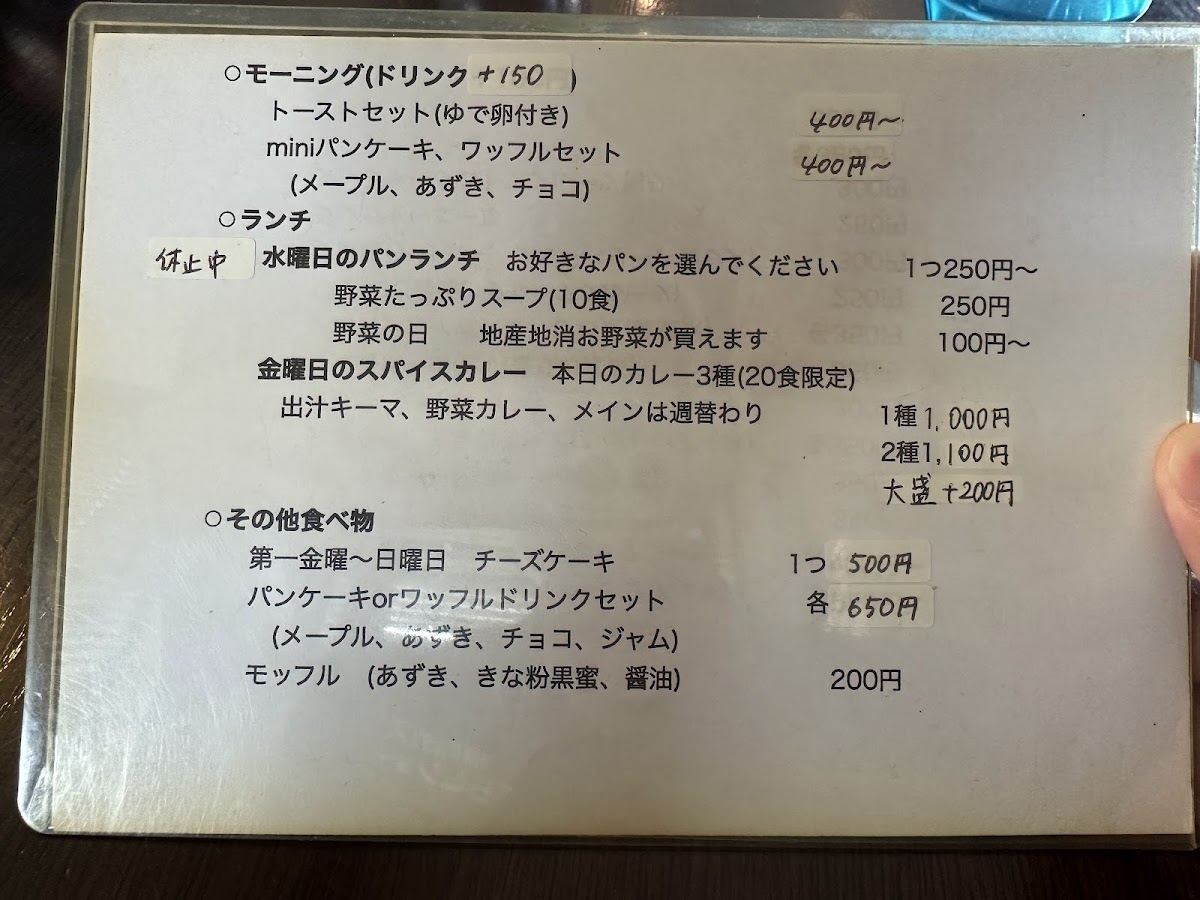 ○モーニング(ドリンク +150 )
トーストセット(ゆで卵付き) 400円～
miniパンケーキ、ワッフルセット 400円～
(メープル、あずき、チョコ)
○ランチ
休止中 水曜日のパンランチ お好きなパンを選んでください 1つ250円～
野菜たっぷりスープ(10食) 250円
野菜の日 地産地消お野菜が買えます 100円～
金曜日のスパイスカレー 本日のカレー3種(20食限定)
出汁キーマ、野菜カレー、メインは週替わり 1種1,000円
2種1,100円
大盛+200円
○その他食べ物
第一金曜～日曜日 チーズケーキ 1つ 500円
パンケーキorワッフルドリンクセット 各 650円
(メープル、あずき、チョコ、ジャム)
モッフル (あずき、きな粉黒蜜、醤油) 200円